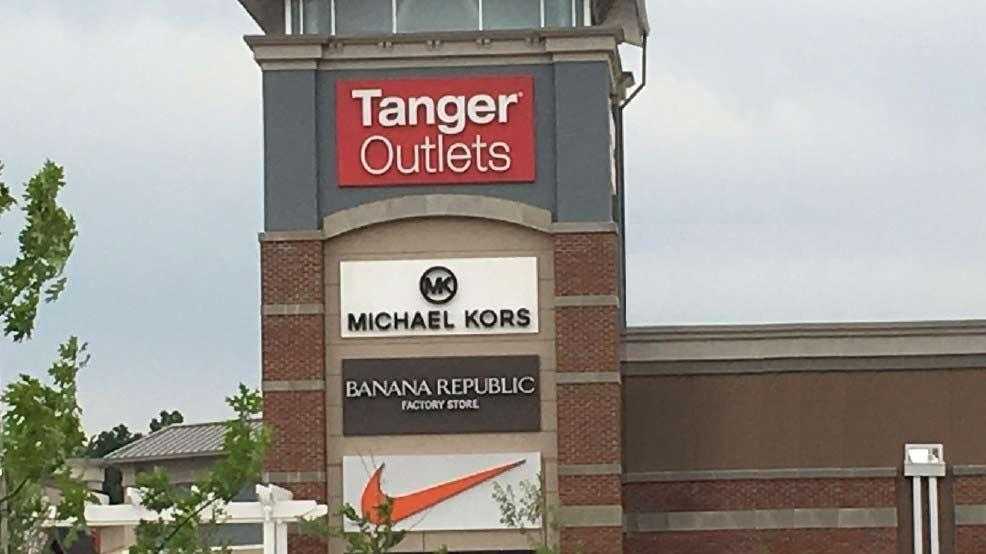 Tanger
Outlets
MK
MICHAEL KORS
BANANA REPUBLIC
FACTORY STORE